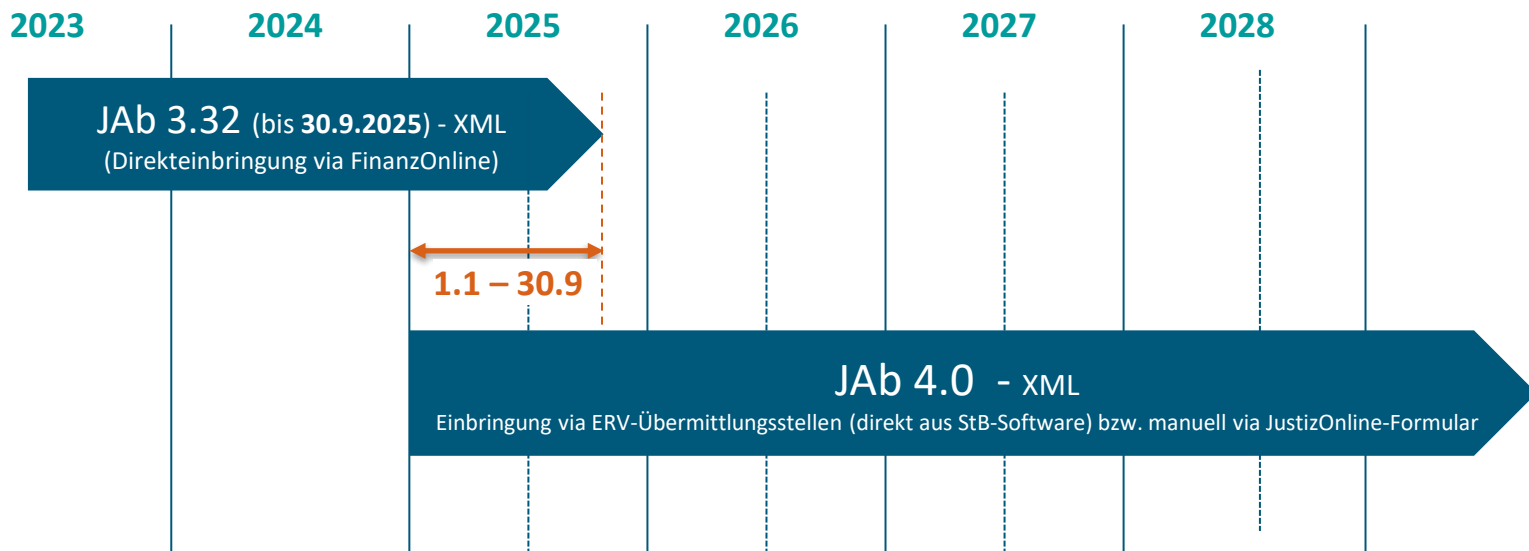 2023 2024 2025 2026 2027 2028
JAb 3.32 (bis 30.9.2025) - XML
(Direkteinbringung via FinanzOnline)
1.1 – 30.9
JAb 4.0 - XML
Einbringung via ERV-Übermittlungsstellen (direkt aus StB-Software) bzw. manuell via JustizOnline-Formular